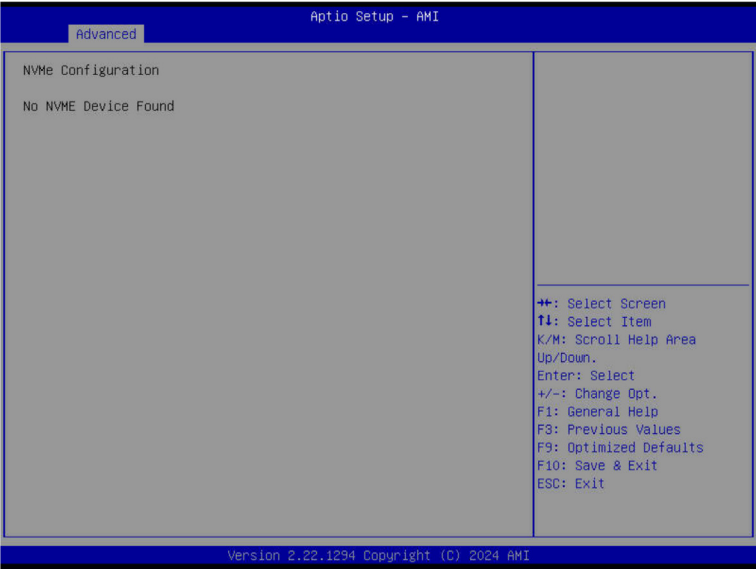 Aptio Setup – AMI
Advanced
NVMe Configuration
No NVME Device Found
→←: Select Screen
↑↓: Select Item
K/M: Scroll Help Area
Up/Down.
Enter: Select
+/-: Change Opt.
F1: General Help
F3: Previous Values
F9: Optimized Defaults
F10: Save & Exit
ESC: Exit
Version 2.22.1294 Copyright (C) 2024 AMI